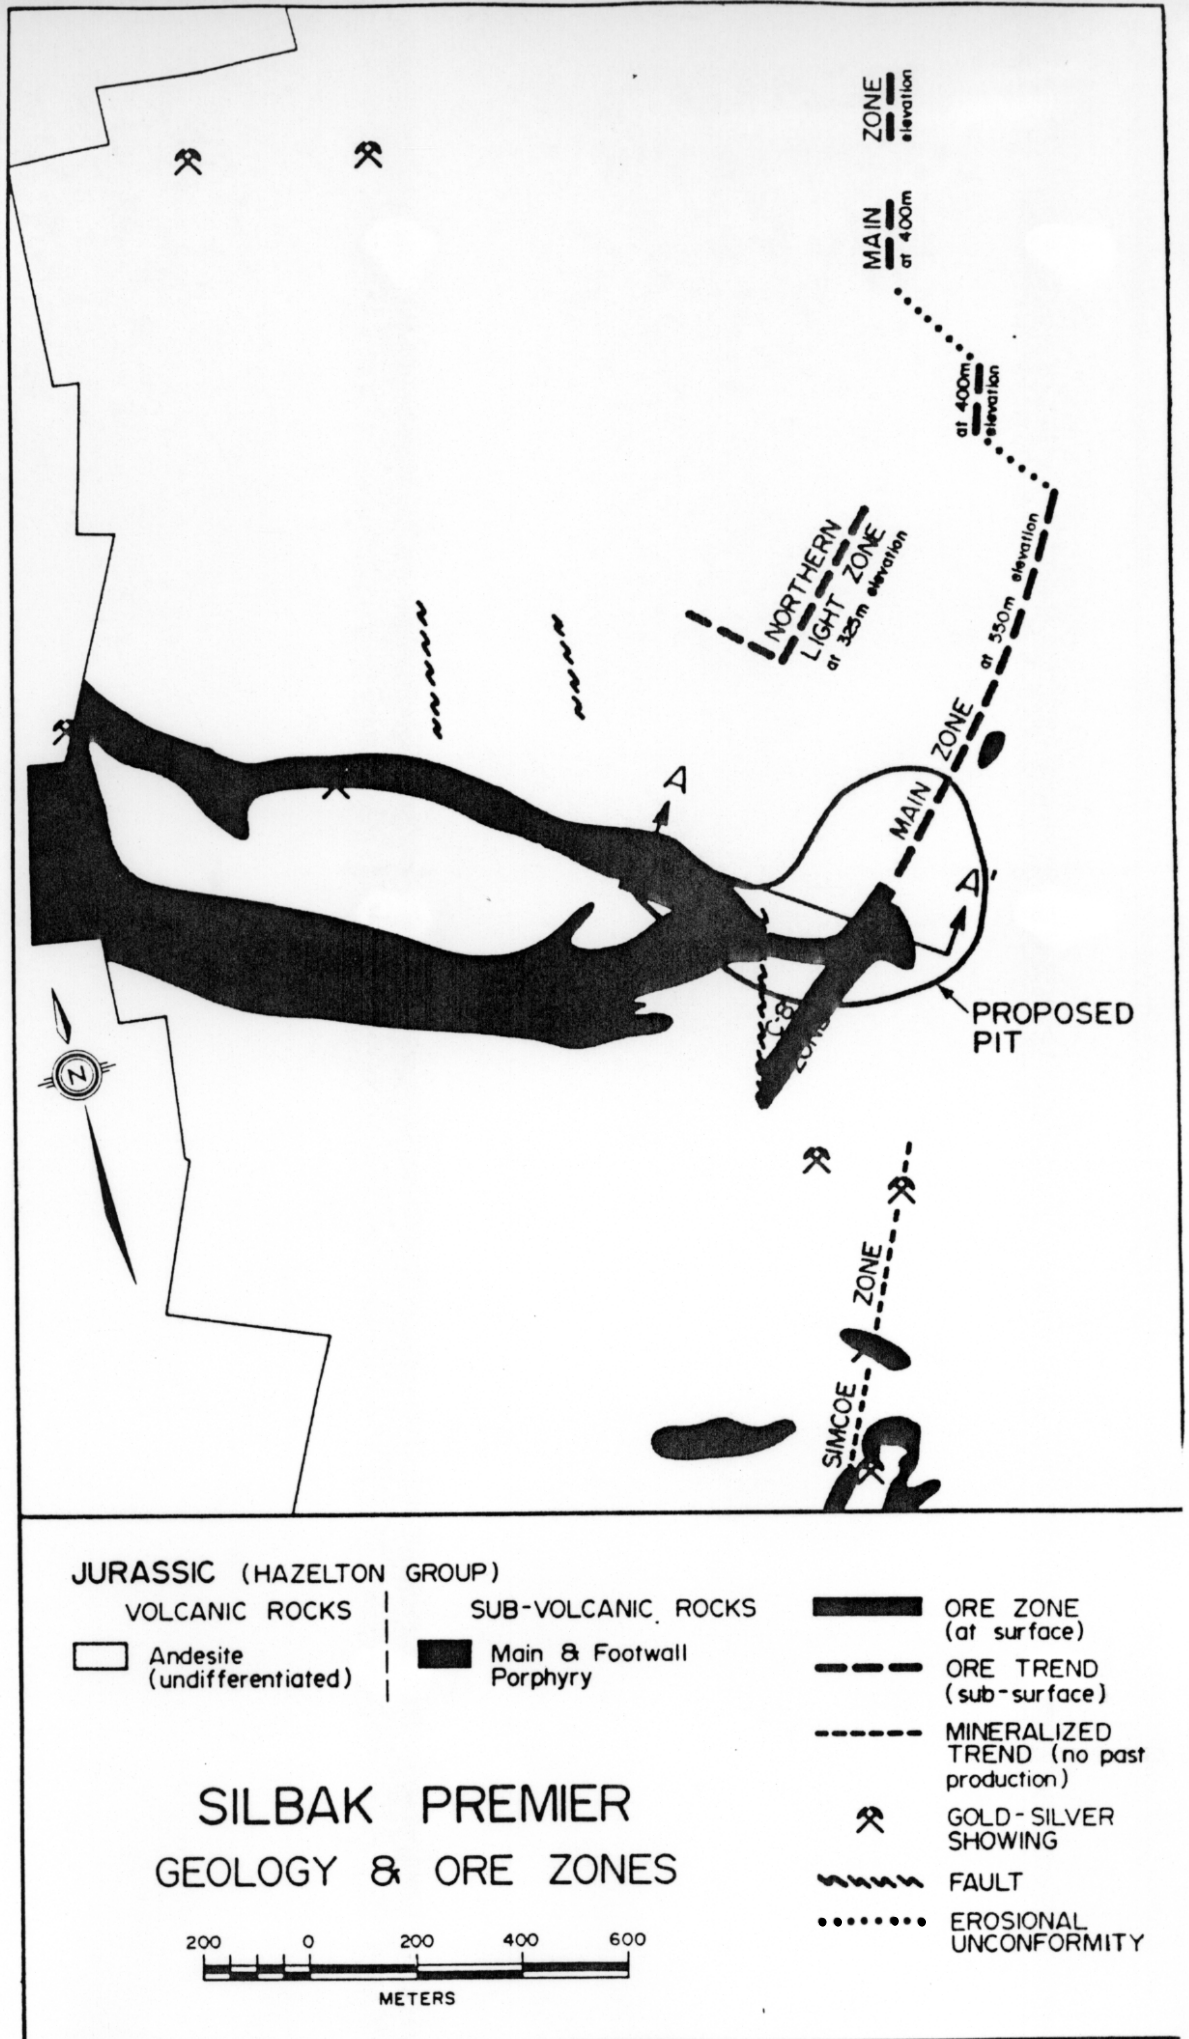 MAIN ZONE
at 400m elevation
at 400m
elevation
NORTHERN
LIGHT ZONE
at 325m elevation
MAIN ZONE at 550m elevation
A
A'
C-8
ZONE
PROPOSED
PIT
N
SIMCOE ZONE
JURASSIC (HAZELTON GROUP)
VOLCANIC ROCKS
Andesite
(undifferentiated)
SUB-VOLCANIC ROCKS
Main & Footwall
Porphyry
ORE ZONE
(at surface)
ORE TREND
(sub-surface)
MINERALIZED
TREND (no past
production)
GOLD-SILVER
SHOWING
FAULT
EROSIONAL
UNCONFORMITY
SILBAK PREMIER
GEOLOGY & ORE ZONES
200 0 200 400 600
METERS